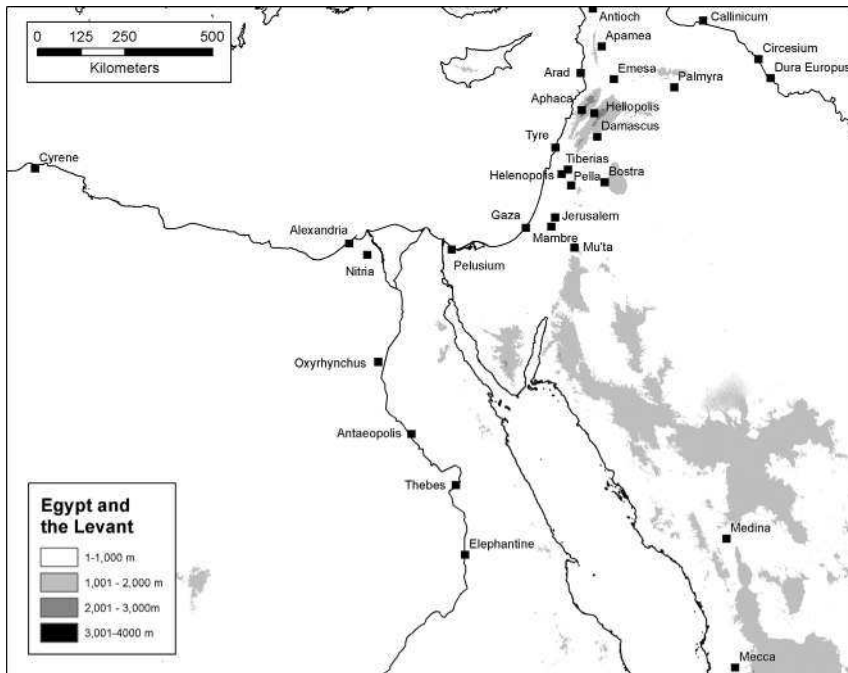 0 125 250 500
Kilometers
Antioch
Callinicum
Apamea
Circesium
Arad
Emesa
Palmyra
Dura Europus
Aphaca
Heliopolis
Damascus
Tyre
Cyrene
Tiberias
Helenopolis
Pella
Bostra
Gaza
Jerusalem
Alexandria
Mambre
Mu'ta
Nitria
Pelusium
Oxyrhynchus
Antaeopolis
Thebes
Elephantine
Medina
Mecca
Egypt and
the Levant
1-1,000 m
1,001 - 2,000 m
2,001 - 3,000m
3,001-4000 m